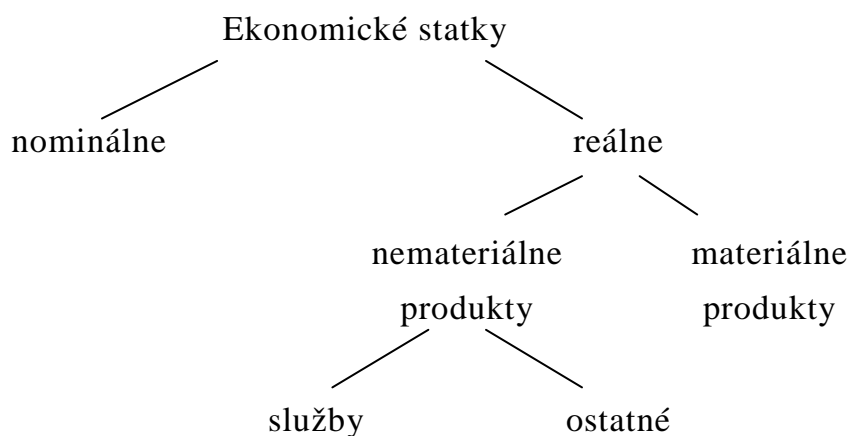 Ekonomické statky
nominálne reálne
nemateriálne materiálne
produkty produkty
služby ostatné